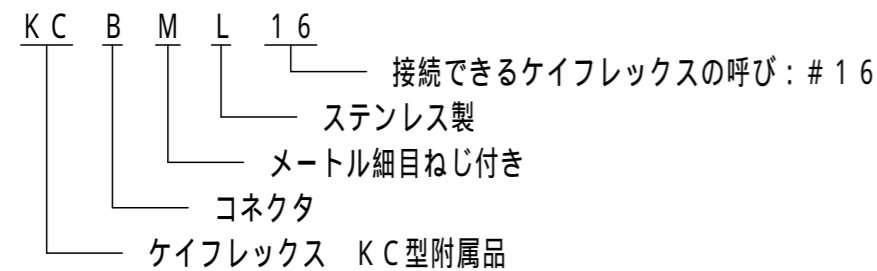 KC B M L 16
接続できるケイフレックスの呼び：＃１６
ステンレス製
メートル細目ねじ付き
コネクタ
ケイフレックス　ＫＣ型附属品